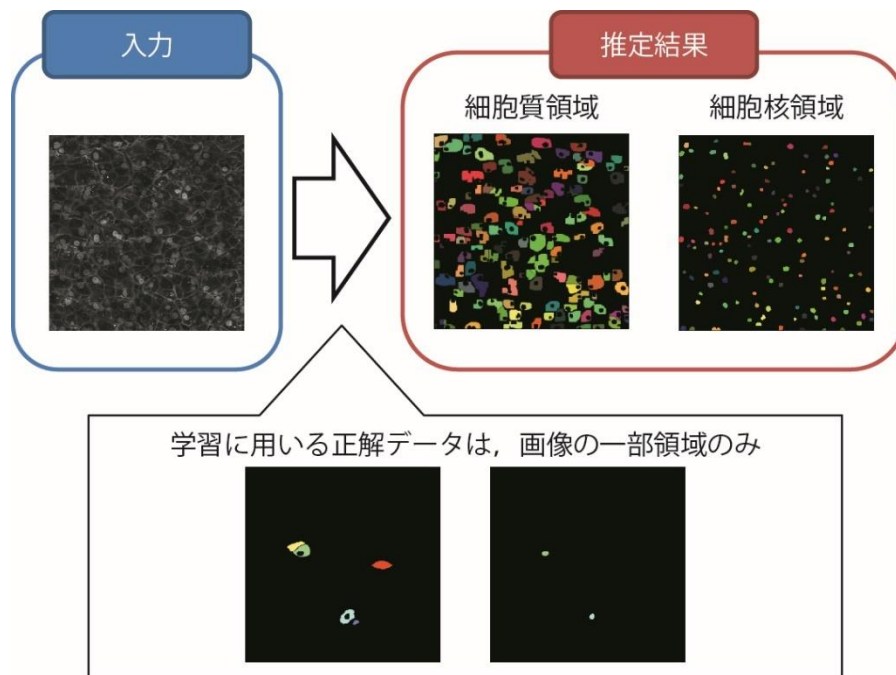 入力
推定結果
細胞質領域
細胞核領域
学習に用いる正解データは，画像の一部領域のみ